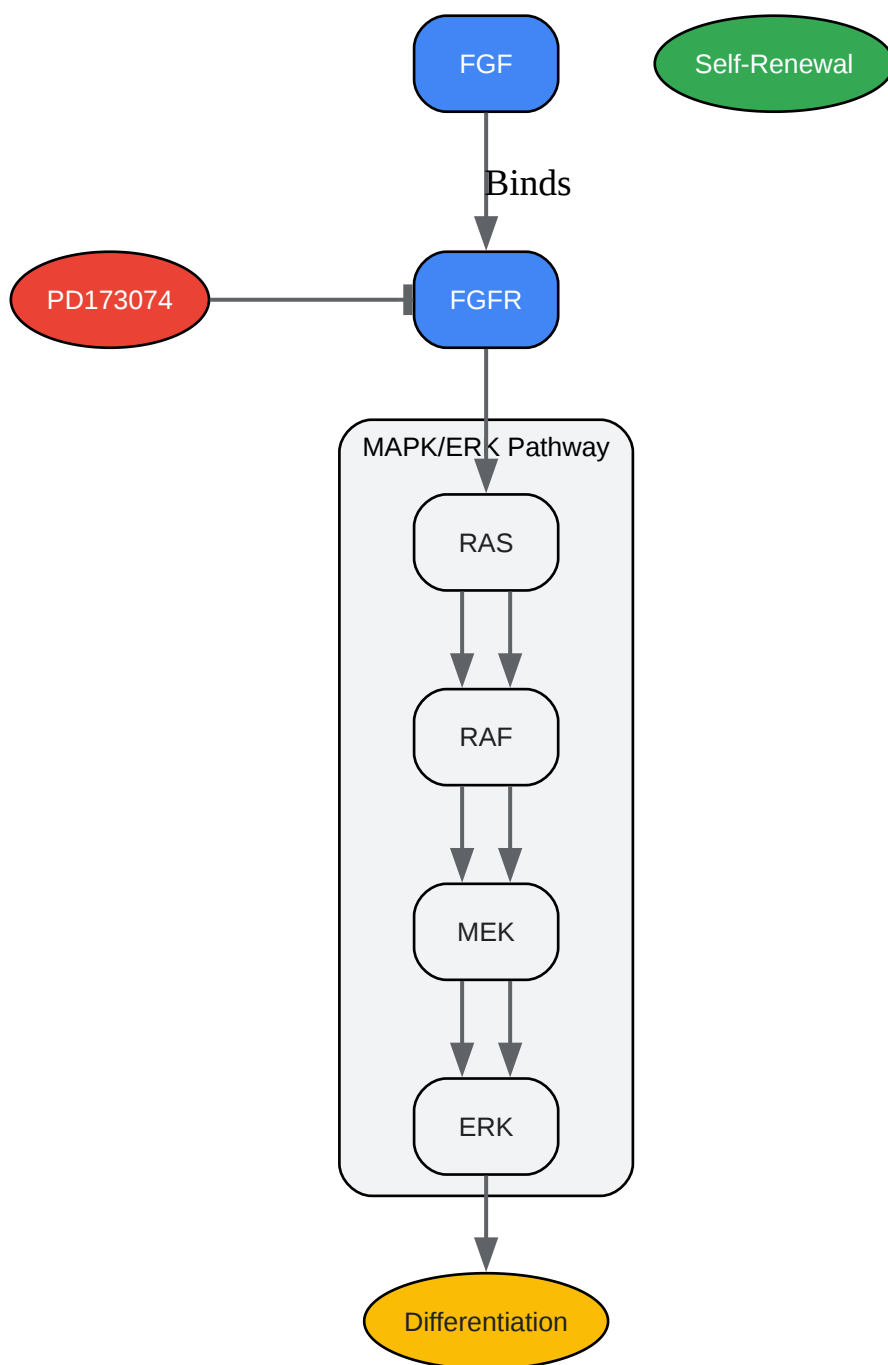 FGF
Self-Renewal
Binds
PD173074
FGFR
MAPK/ERK Pathway
RAS
RAF
MEK
ERK
Differentiation